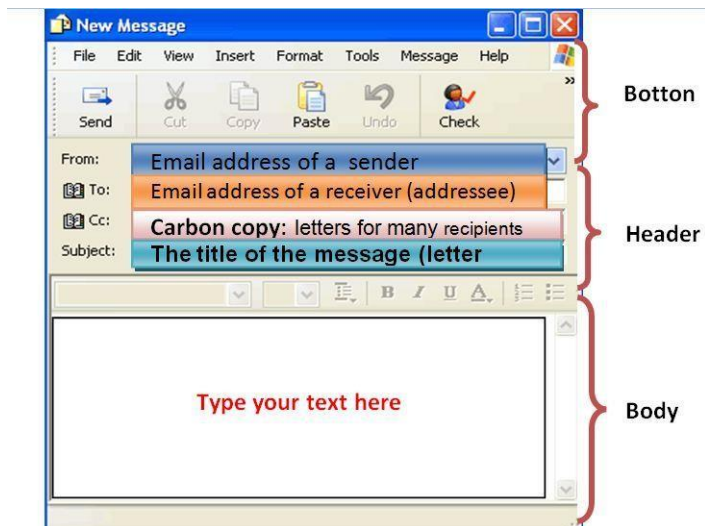 New Message
File Edit View Insert Format Tools Message Help
Send Cut Copy Paste Undo Check
»
Botton
From: Email address of a sender
To: Email address of a receiver (addressee)
Cc: Carbon copy: letters for many recipients
Subject: The title of the message (letter
Header
B I U A
Type your text here
Body